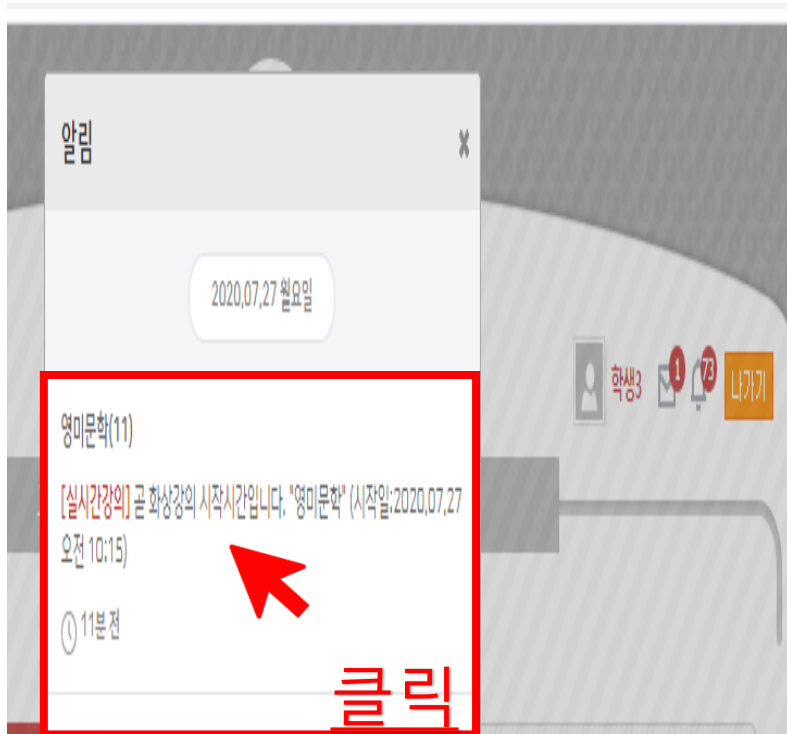 알림
×
2020,07,27 월요일
학생3
1
73
나가기
영미문학(11)
[실시간강의] 곧 화상강의 시작시간입니다. "영미문학" (시작일:2020,07,27
오전 10:15)
11분 전
클릭